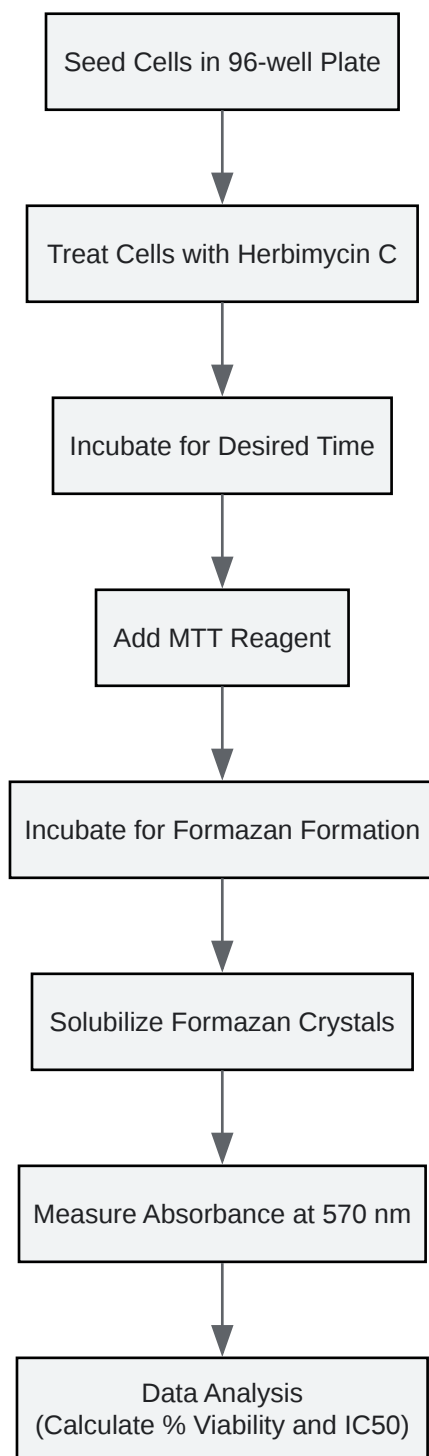 Seed Cells in 96-well Plate
Treat Cells with Herbimycin C
Incubate for Desired Time
Add MTT Reagent
Incubate for Formazan Formation
Solubilize Formazan Crystals
Measure Absorbance at 570 nm
Data Analysis
(Calculate % Viability and IC50)